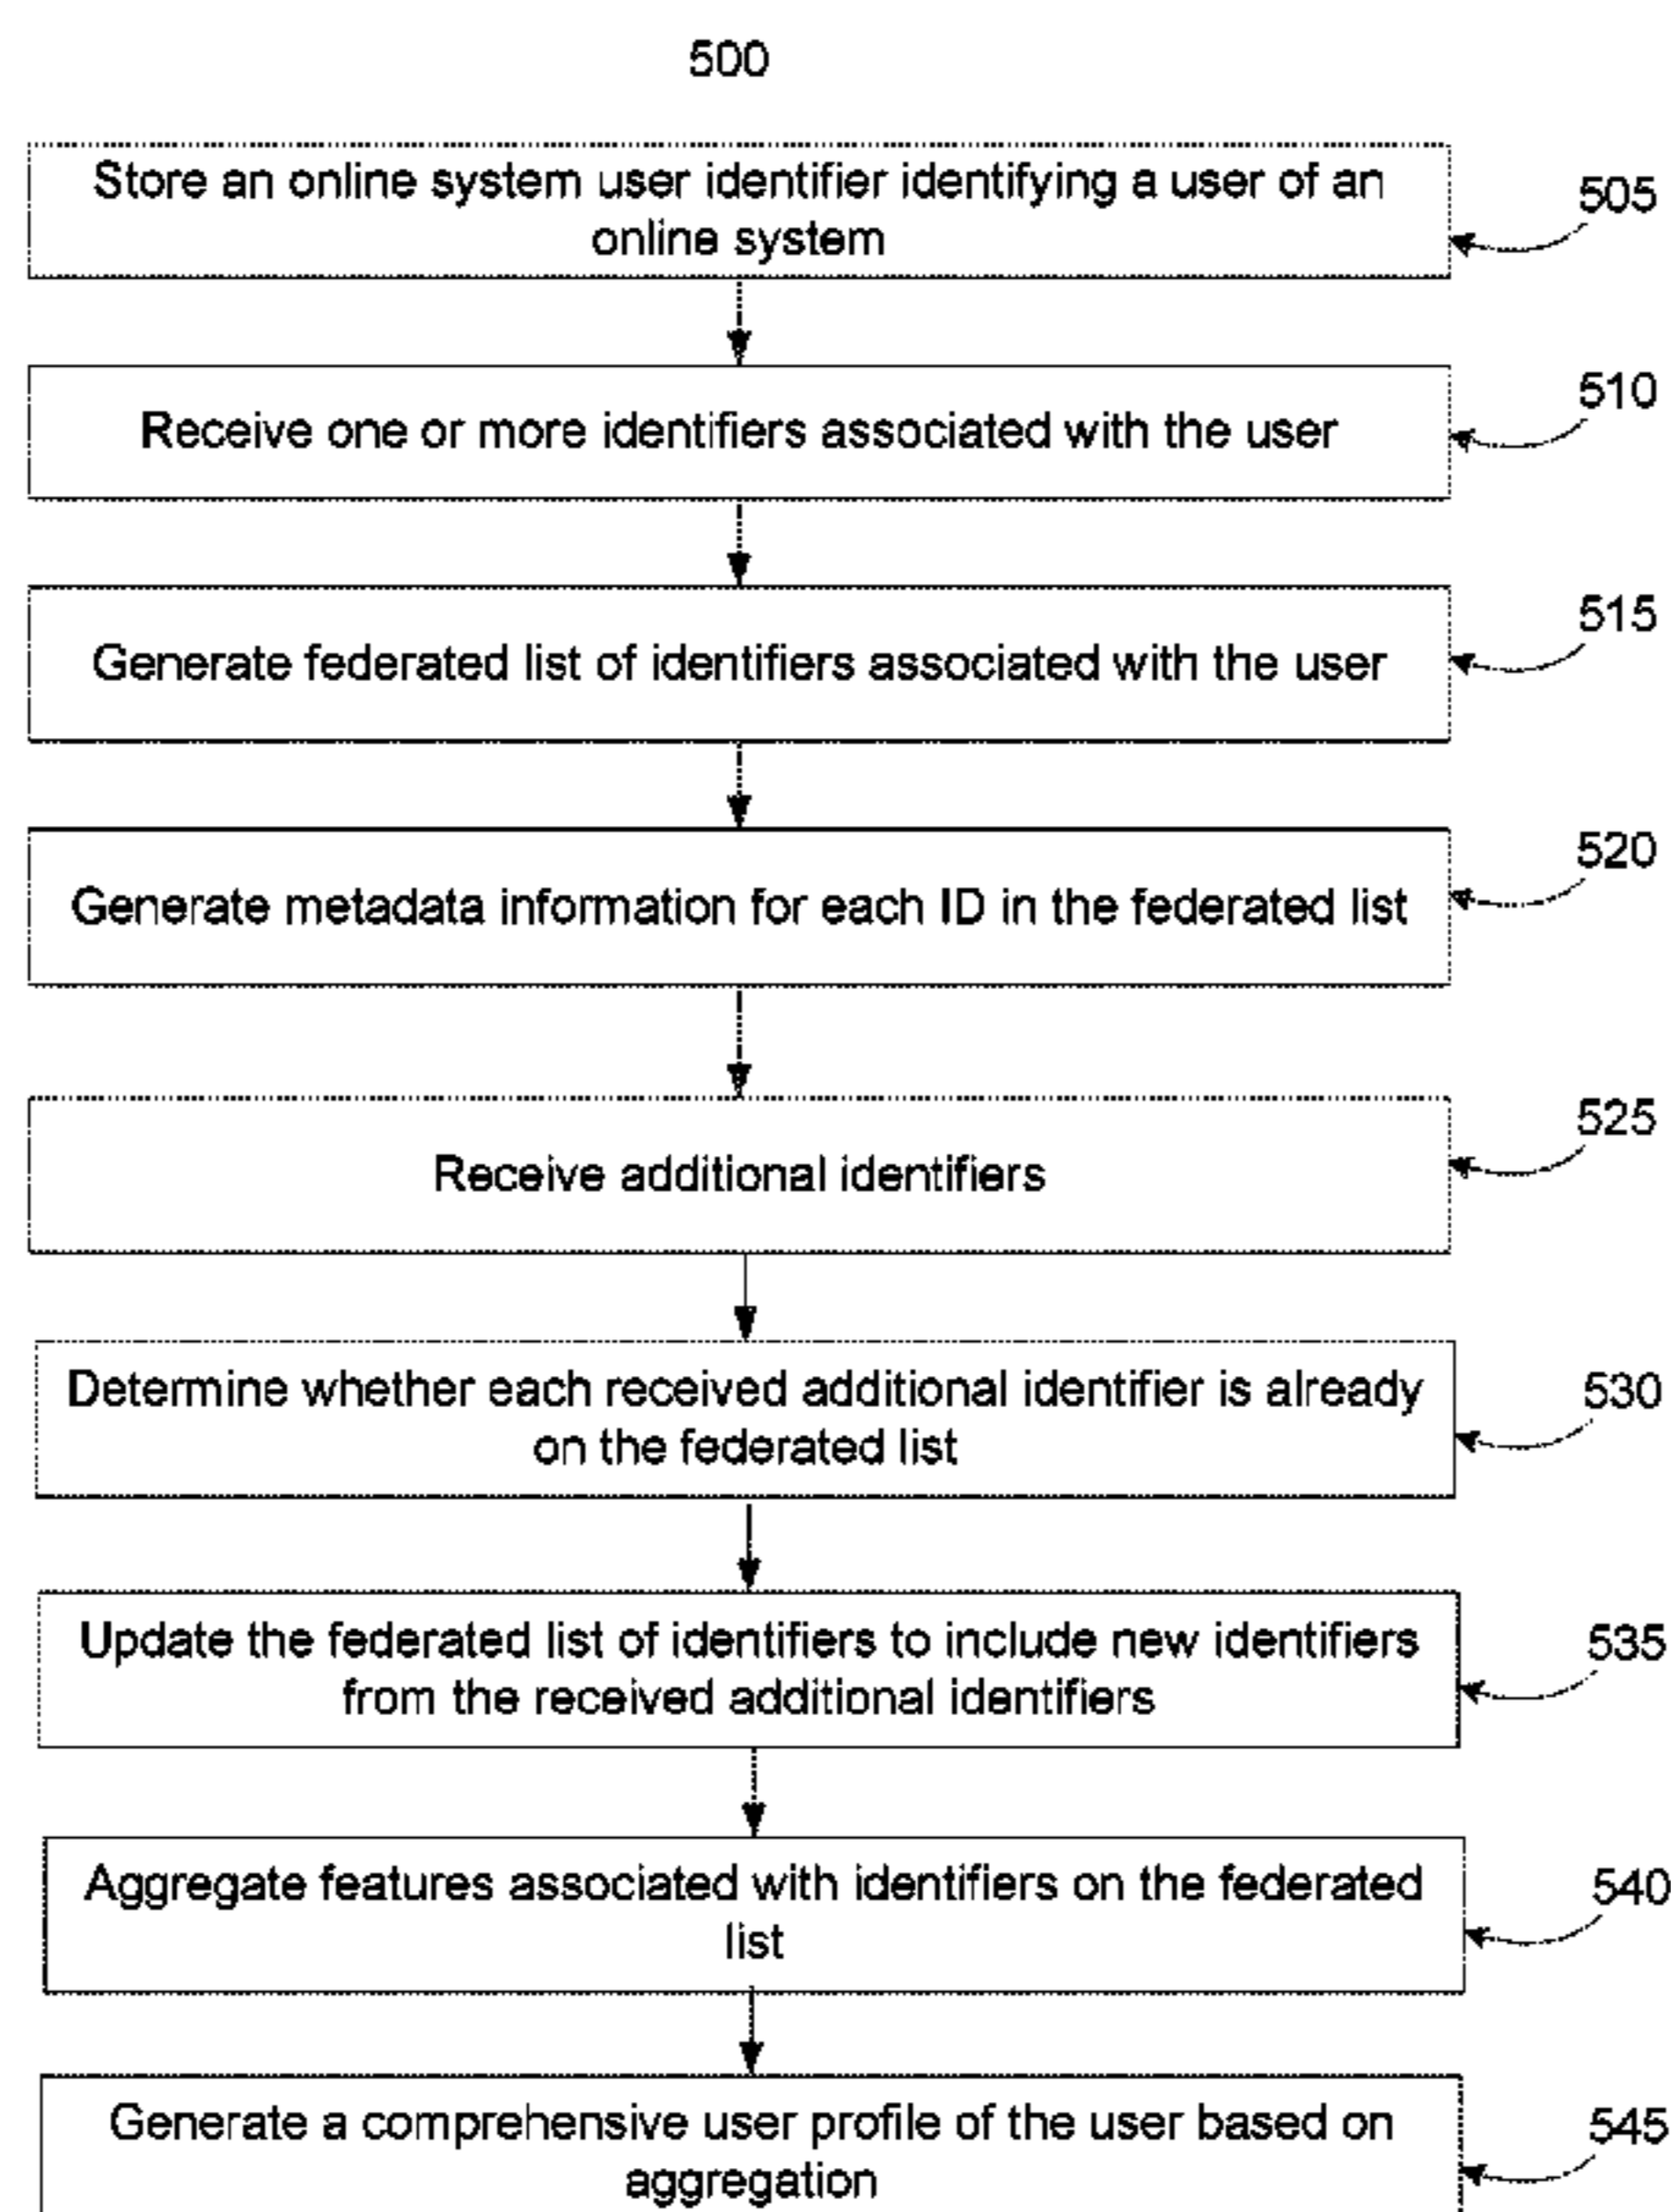 500
Store an online system user identifier identifying a user of an
online system
505
Receive one or more identifiers associated with the user
510
Generate federated list of identifiers associated with the user
515
Generate metadata information for each ID in the federated list
520
Receive additional identifiers
525
Determine whether each received additional identifier is already
on the federated list
530
Update the federated list of identifiers to include new identifiers
from the received additional identifiers
535
Aggregate features associated with identifiers on the federated
list
540
Generate a comprehensive user profile of the user based on
aggregation
545